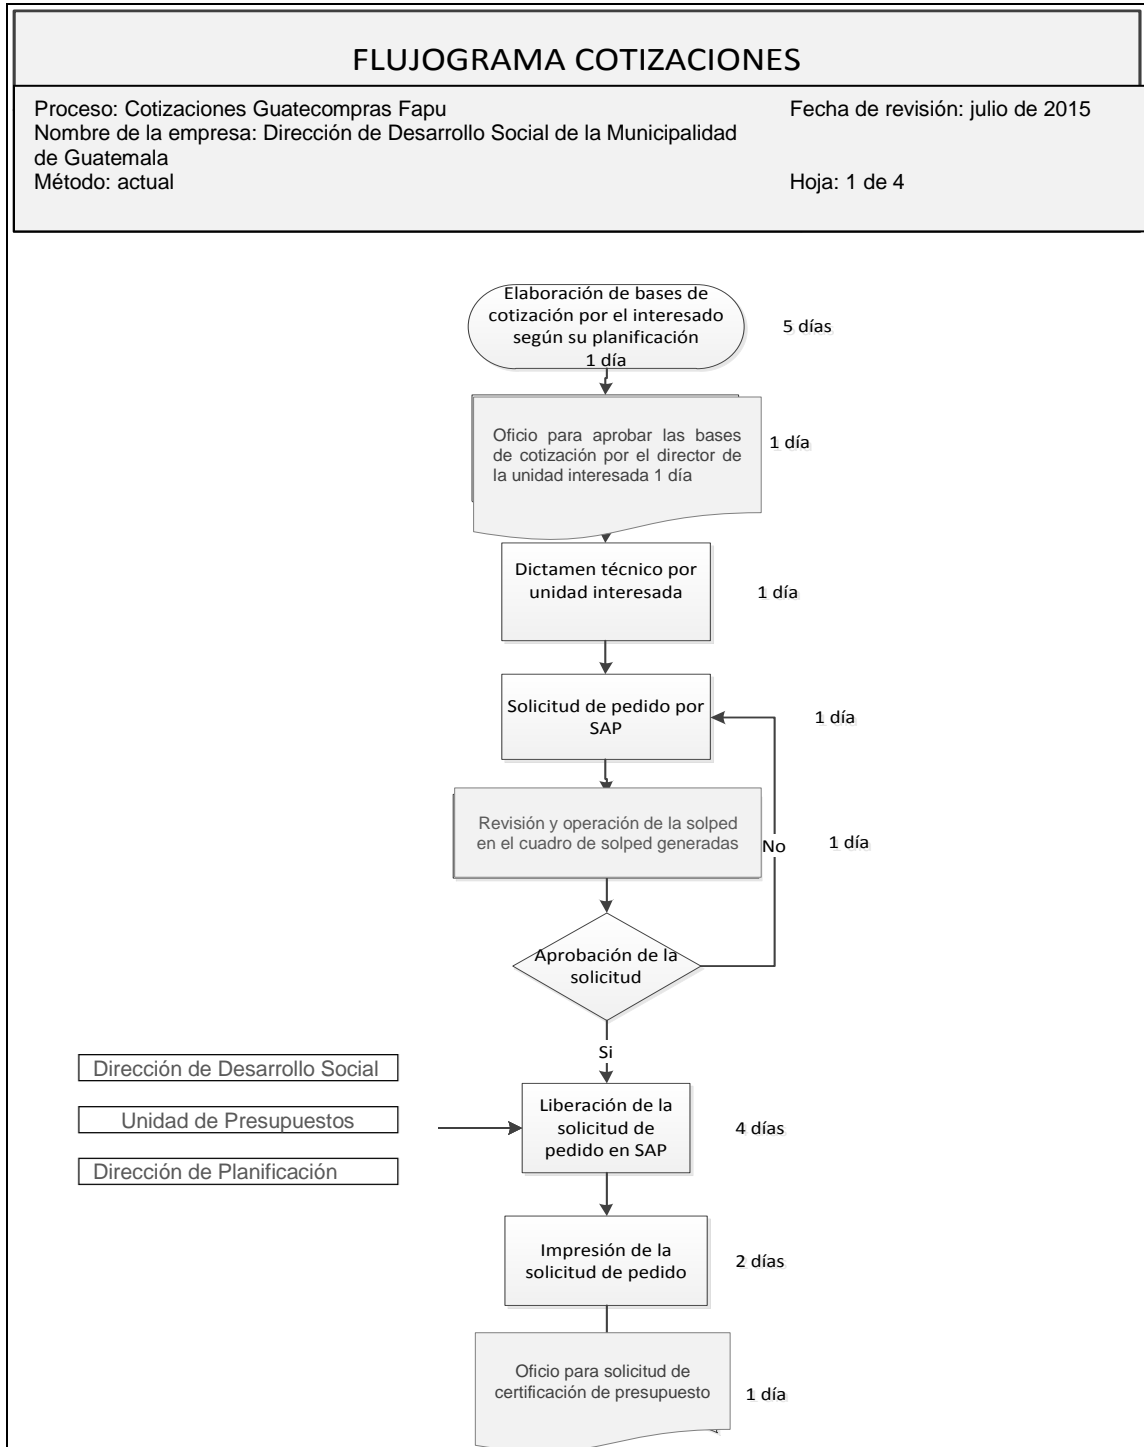 FLUJOGRAMA COTIZACIONES
Proceso: Cotizaciones Guatecompras Fapu
Fecha de revisión: julio de 2015
Nombre de la empresa: Dirección de Desarrollo Social de la Municipalidad
de Guatemala
Método: actual
Hoja: 1 de 4
Elaboración de bases de
cotización por el interesado
según su planificación
1 día
5 días
Oficio para aprobar las bases
de cotización por el director de
la unidad interesada 1 día
1 día
Dictamen técnico por
unidad interesada
1 día
Solicitud de pedido por
SAP
1 día
Revisión y operación de la solped
en el cuadro de solped generadas
No
1 día
Aprobación de la
solicitud
Si
Dirección de Desarrollo Social
Unidad de Presupuestos
Dirección de Planificación
Liberación de la
solicitud de
pedido en SAP
4 días
Impresión de la
solicitud de pedido
2 días
Oficio para solicitud de
certificación de presupuesto
1 día